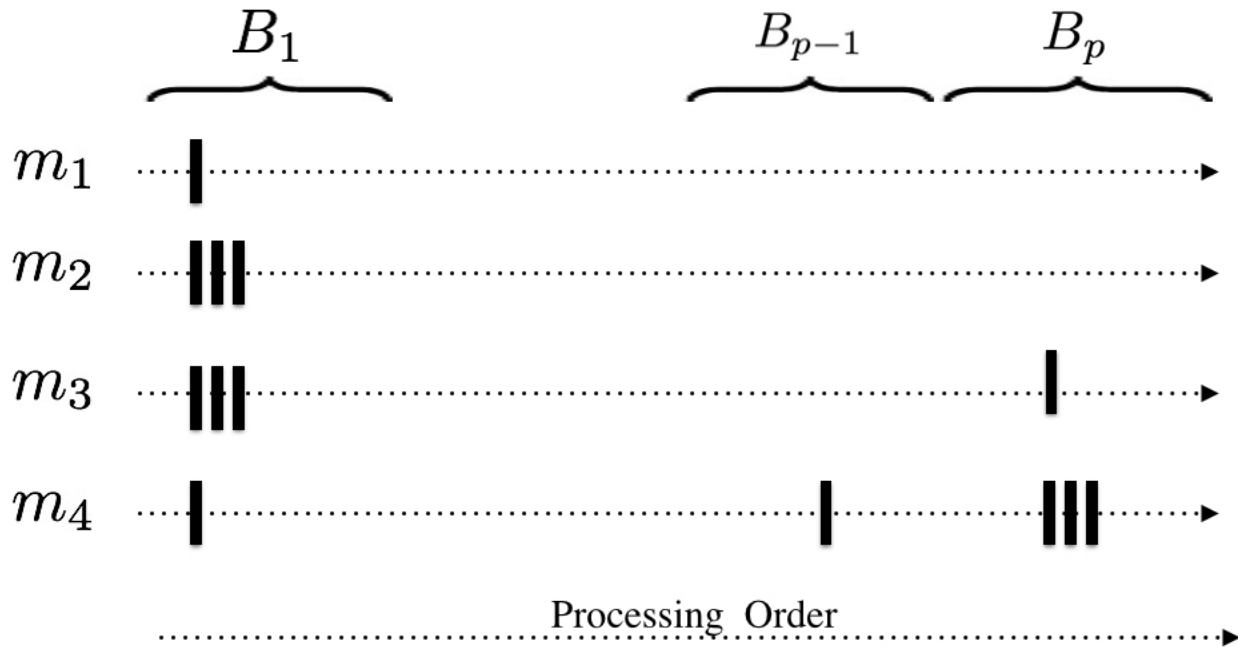 B₁ Bₚ₋₁ Bₚ
m₁
m₂
m₃
m₄
Processing Order